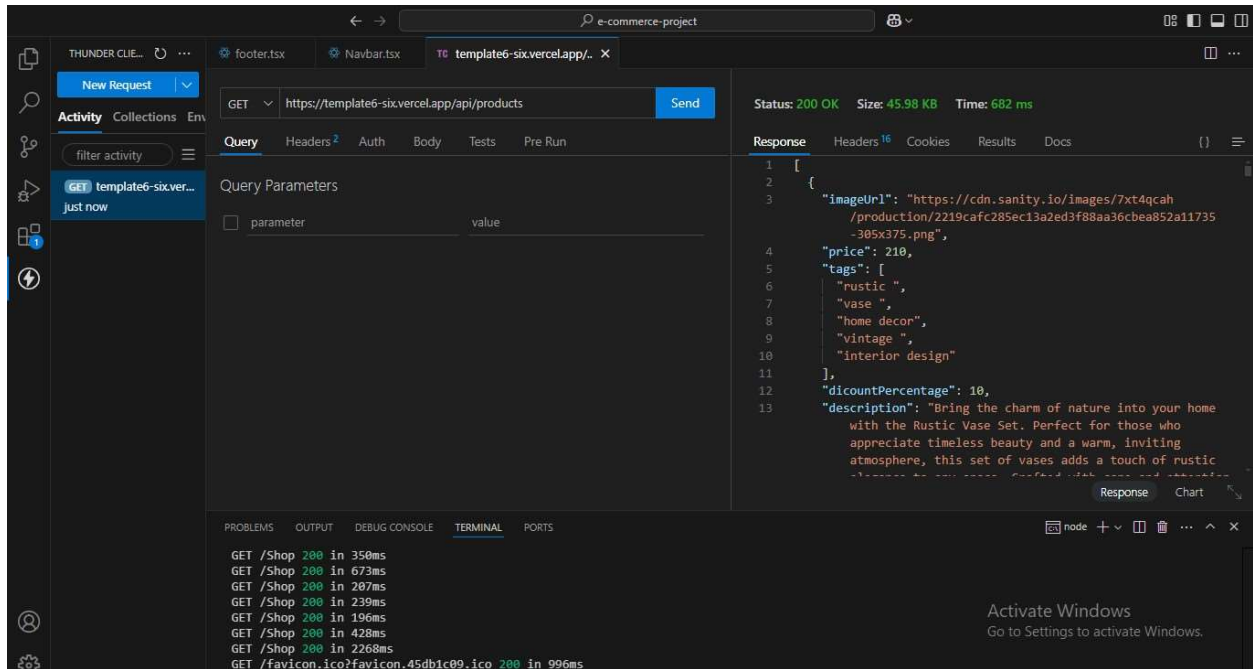 e-commerce-project
THUNDER CLIE...
footer.tsx
Navbar.tsx
TC template6-six.vercel.app/..
New Request
Activity Collections Env
filter activity
GET template6-six.ver...
just now
1
GET https://template6-six.vercel.app/api/products Send
Query Headers 2 Auth Body Tests Pre Run
Query Parameters
parameter value
Status: 200 OK Size: 45.98 KB Time: 682 ms
Response Headers 16 Cookies Results Docs {}
1 [
2 {
3 "imageUrl": "https://cdn.sanity.io/images/7xt4qcah
/production/2219cafc285ec13a2ed3f88aa36cbea852a11735
-305x375.png",
4 "price": 210,
5 "tags": [
6 "rustic ",
7 "vase ",
8 "home decor",
9 "vintage ",
10 "interior design"
11 ],
12 "dicountPercentage": 10,
13 "description": "Bring the charm of nature into your home
with the Rustic Vase Set. Perfect for those who
appreciate timeless beauty and a warm, inviting
atmosphere, this set of vases adds a touch of rustic
Response Chart
PROBLEMS OUTPUT DEBUG CONSOLE TERMINAL PORTS
node
GET /Shop 200 in 350ms
GET /Shop 200 in 673ms
GET /Shop 200 in 207ms
GET /Shop 200 in 239ms
GET /Shop 200 in 196ms
GET /Shop 200 in 428ms
GET /Shop 200 in 2268ms
GET /favicon.ico?favicon.45db1c09.ico 200 in 996ms
Activate Windows
Go to Settings to activate Windows.